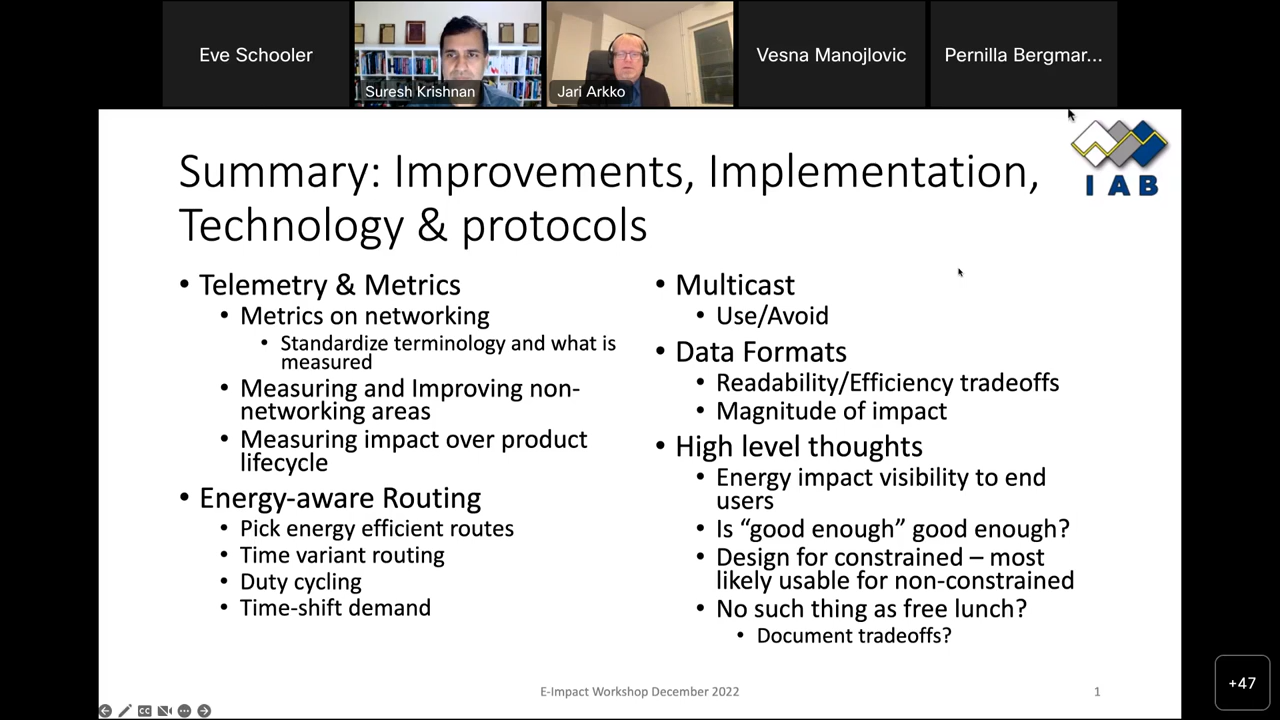 Eve Schooler
Suresh Krishnan
Jari Arkko
Vesna Manojlovic
Pernilla Bergmar...
IAB
Summary: Improvements, Implementation,
Technology & protocols
• Telemetry & Metrics
• Metrics on networking
• Standardize terminology and what is
measured
• Measuring and Improving non-
networking areas
• Measuring impact over product
lifecycle
• Energy-aware Routing
• Pick energy efficient routes
• Time variant routing
• Duty cycling
• Time-shift demand
• Multicast
• Use/Avoid
• Data Formats
• Readability/Efficiency tradeoffs
• Magnitude of impact
• High level thoughts
• Energy impact visibility to end
users
• Is “good enough” good enough?
• Design for constrained – most
likely usable for non-constrained
• No such thing as free lunch?
• Document tradeoffs?
E-Impact Workshop December 2022
1
CC
+47